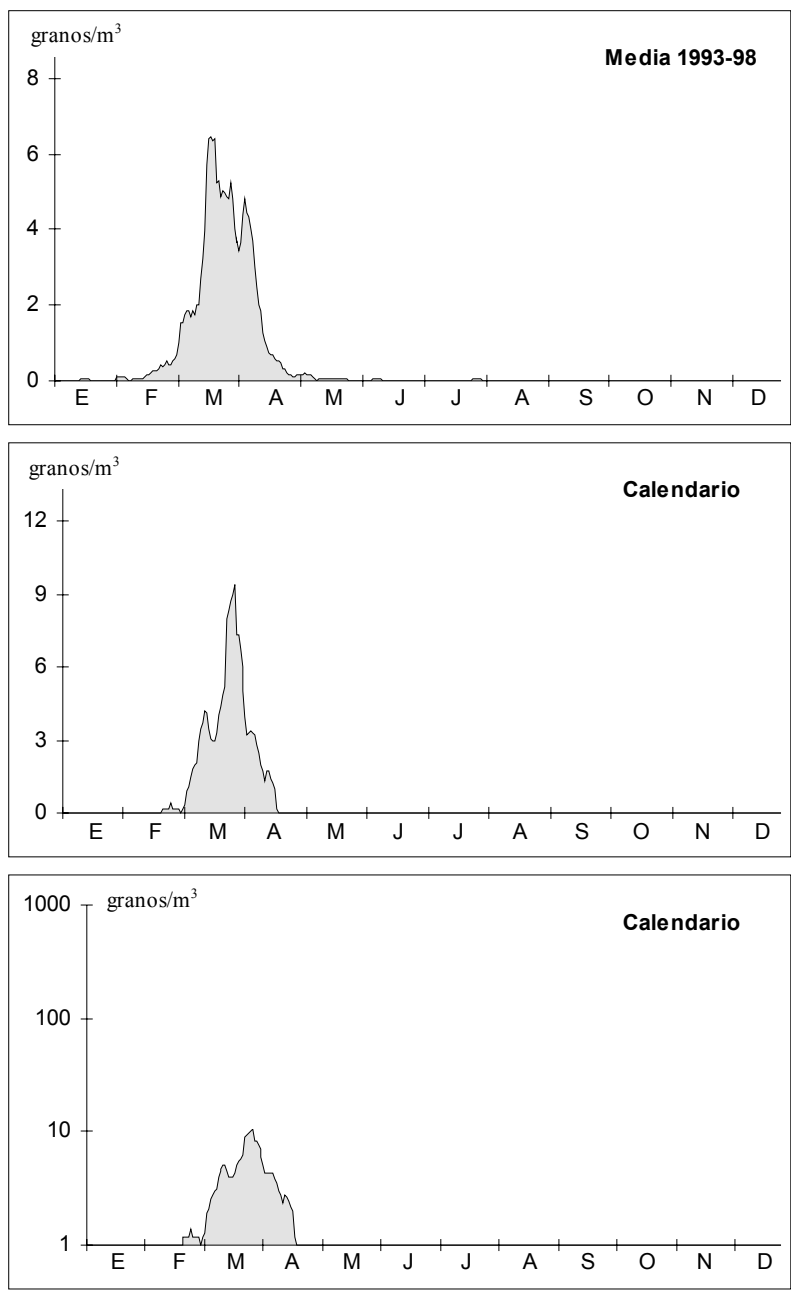 granos/m³
Media 1993-98
8
6
4
2
0
E F M A M J J A S O N D
granos/m³
Calendario
12
9
6
3
0
E F M A M J J A S O N D
1000 granos/m³
Calendario
100
10
1
E F M A M J J A S O N D